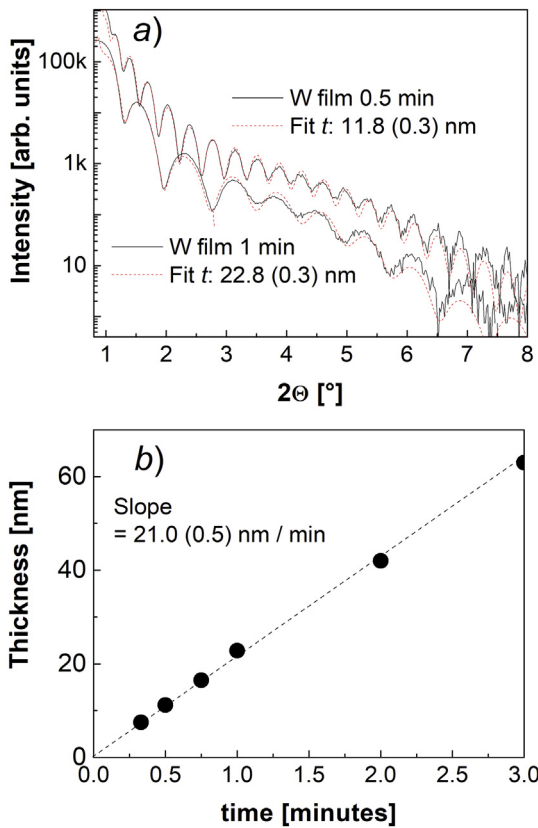 a)
100k
1k
10
Intensity [arb. units]
W film 0.5 min
Fit t: 11.8 (0.3) nm
W film 1 min
Fit t: 22.8 (0.3) nm
1 2 3 4 5 6 7 8
2Θ [°]
b)
60
40
20
0
Thickness [nm]
Slope
= 21.0 (0.5) nm / min
0.0 0.5 1.0 1.5 2.0 2.5 3.0
time [minutes]